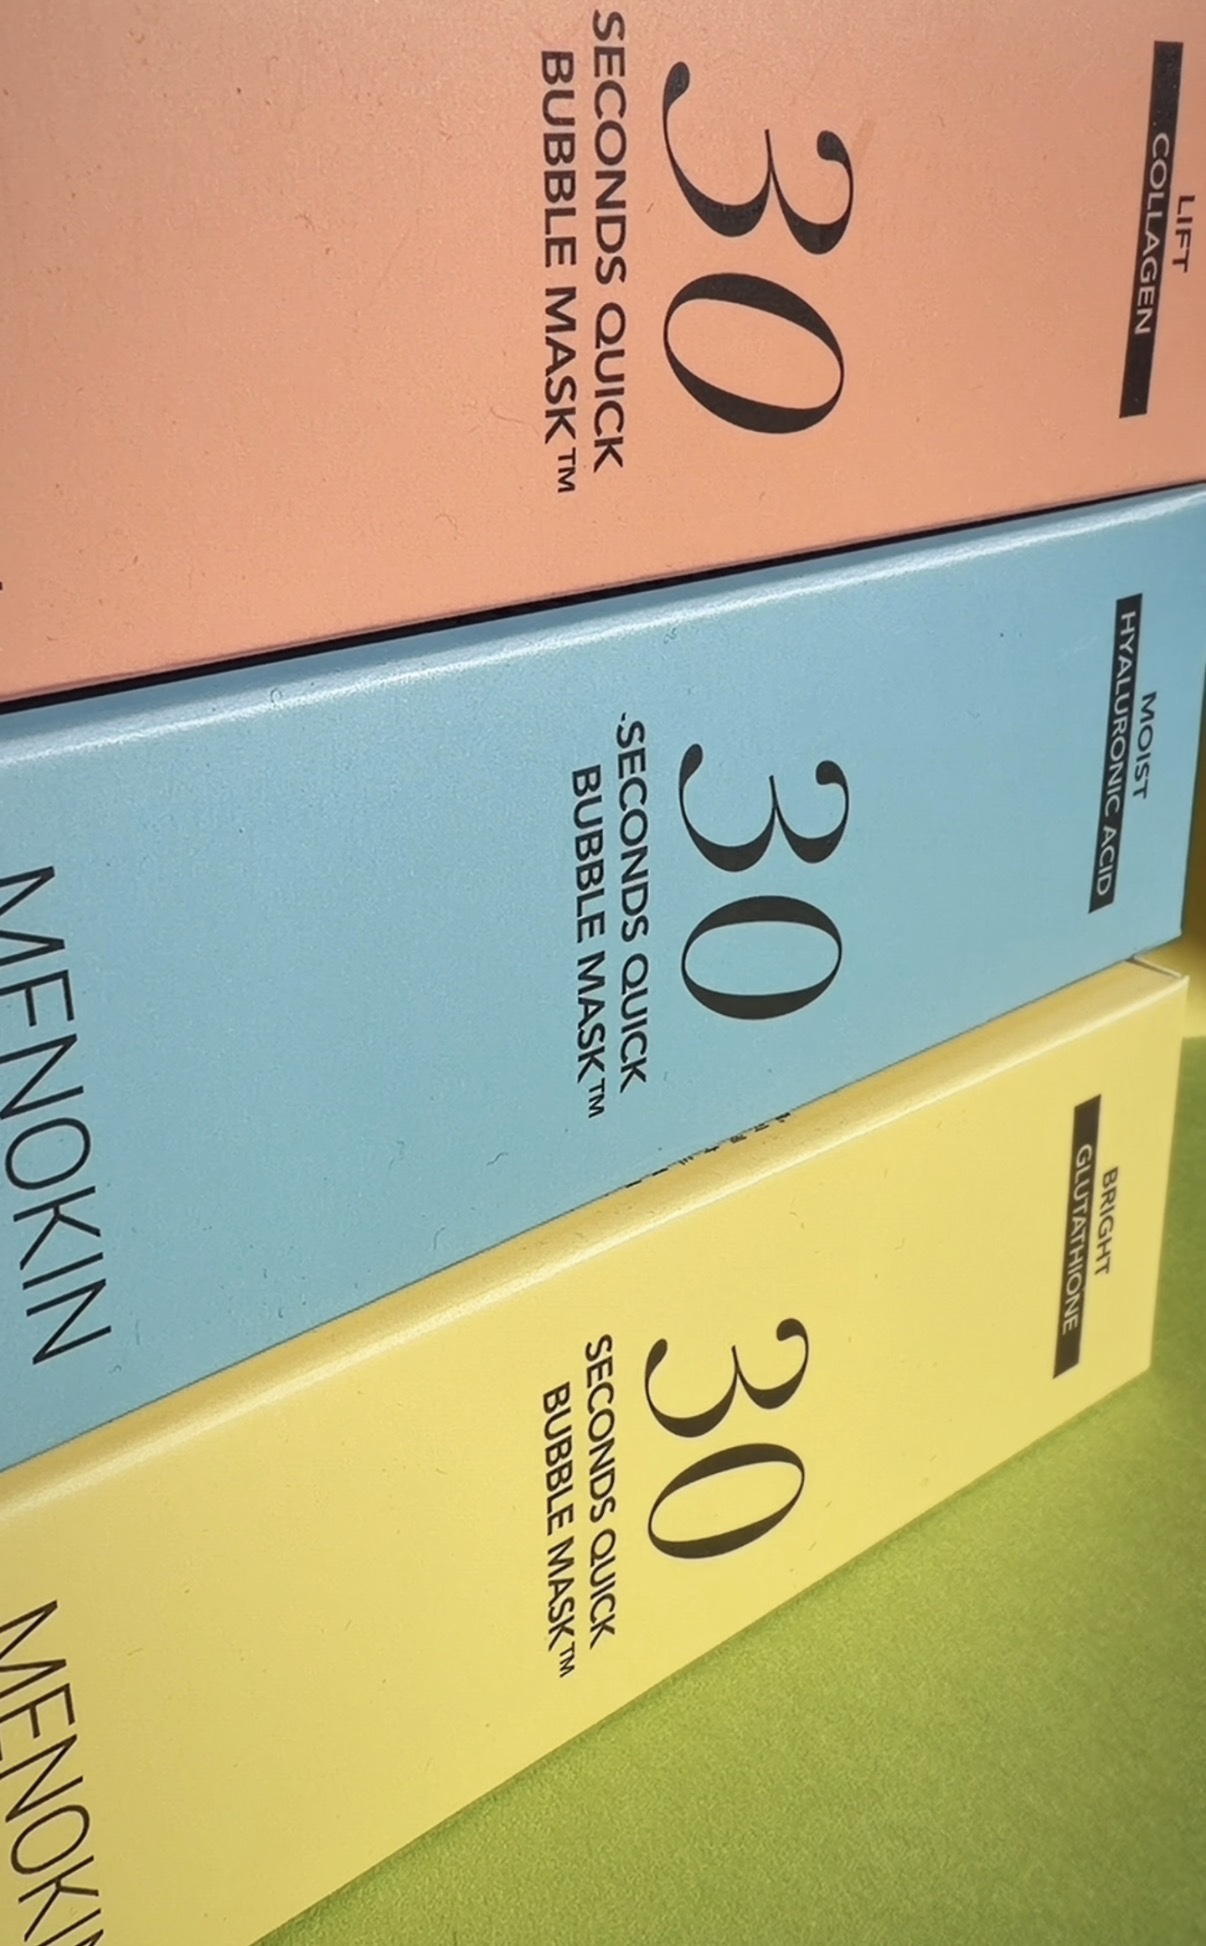 LIFT
COLLAGEN
30
SECONDS QUICK
BUBBLE MASK™
MOIST
HYALURONIC ACID
30
SECONDS QUICK
BUBBLE MASK™
MENOKIN
BRIGHT
GLUTATHIONE
30
SECONDS QUICK
BUBBLE MASK™
MENOKIN